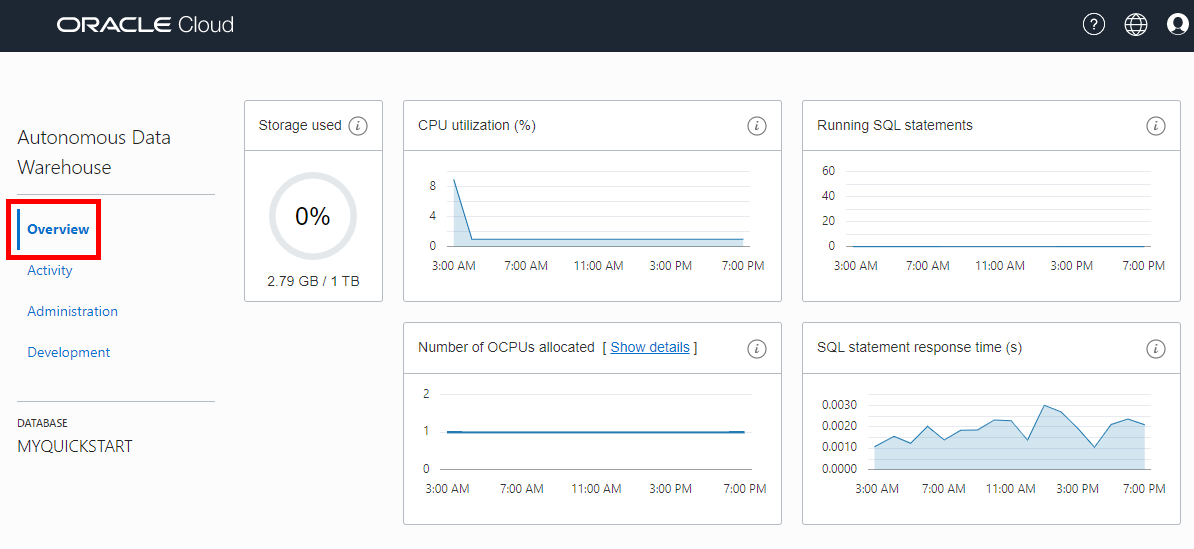 ORACLE Cloud
?
Autonomous Data
Warehouse
Overview
Activity
Administration
Development
DATABASE
MYQUICKSTART
Storage used i
0%
2.79 GB / 1 TB
CPU utilization (%) i
8
4
0
3:00 AM 7:00 AM 11:00 AM 3:00 PM 7:00 PM
Running SQL statements i
60
40
20
0
3:00 AM 7:00 AM 11:00 AM 3:00 PM 7:00 PM
Number of OCPUs allocated [ Show details ] i
2
1
0
3:00 AM 7:00 AM 11:00 AM 3:00 PM 7:00 PM
SQL statement response time (s) i
0.0030
0.0020
0.0010
0.0000
3:00 AM 7:00 AM 11:00 AM 3:00 PM 7:00 PM